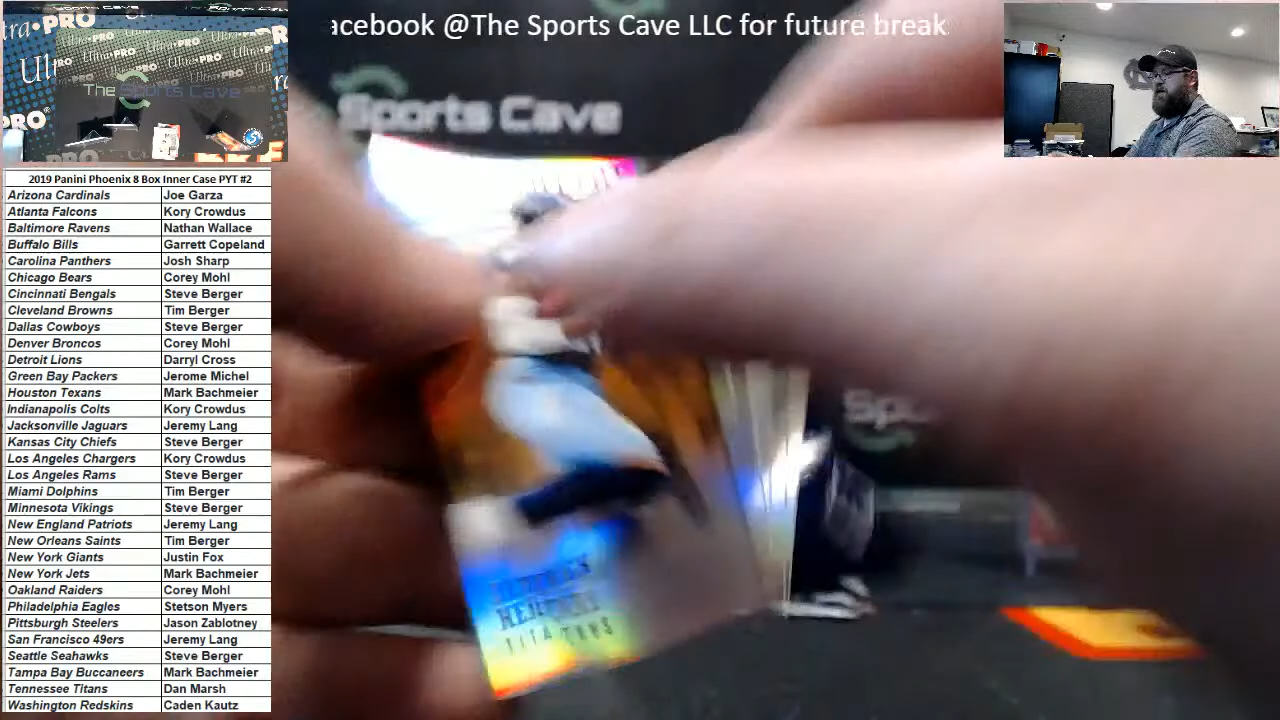 acebook @The Sports Cave LLC for future break
Sports Cave
Ultra·PRO
The Sports Cave
2019 Panini Phoenix 8 Box Inner Case PYT #2
Arizona Cardinals Joe Garza
Atlanta Falcons Kory Crowdus
Baltimore Ravens Nathan Wallace
Buffalo Bills Garrett Copeland
Carolina Panthers Josh Sharp
Chicago Bears Corey Mohl
Cincinnati Bengals Steve Berger
Cleveland Browns Tim Berger
Dallas Cowboys Steve Berger
Denver Broncos Corey Mohl
Detroit Lions Darryl Cross
Green Bay Packers Jerome Michel
Houston Texans Mark Bachmeier
Indianapolis Colts Kory Crowdus
Jacksonville Jaguars Jeremy Lang
Kansas City Chiefs Steve Berger
Los Angeles Chargers Kory Crowdus
Los Angeles Rams Steve Berger
Miami Dolphins Tim Berger
Minnesota Vikings Steve Berger
New England Patriots Jeremy Lang
New Orleans Saints Tim Berger
New York Giants Justin Fox
New York Jets Mark Bachmeier
Oakland Raiders Corey Mohl
Philadelphia Eagles Stetson Myers
Pittsburgh Steelers Jason Zablotney
San Francisco 49ers Jeremy Lang
Seattle Seahawks Steve Berger
Tampa Bay Buccaneers Mark Bachmeier
Tennessee Titans Dan Marsh
Washington Redskins Caden Kautz
HENDRY
TITANS